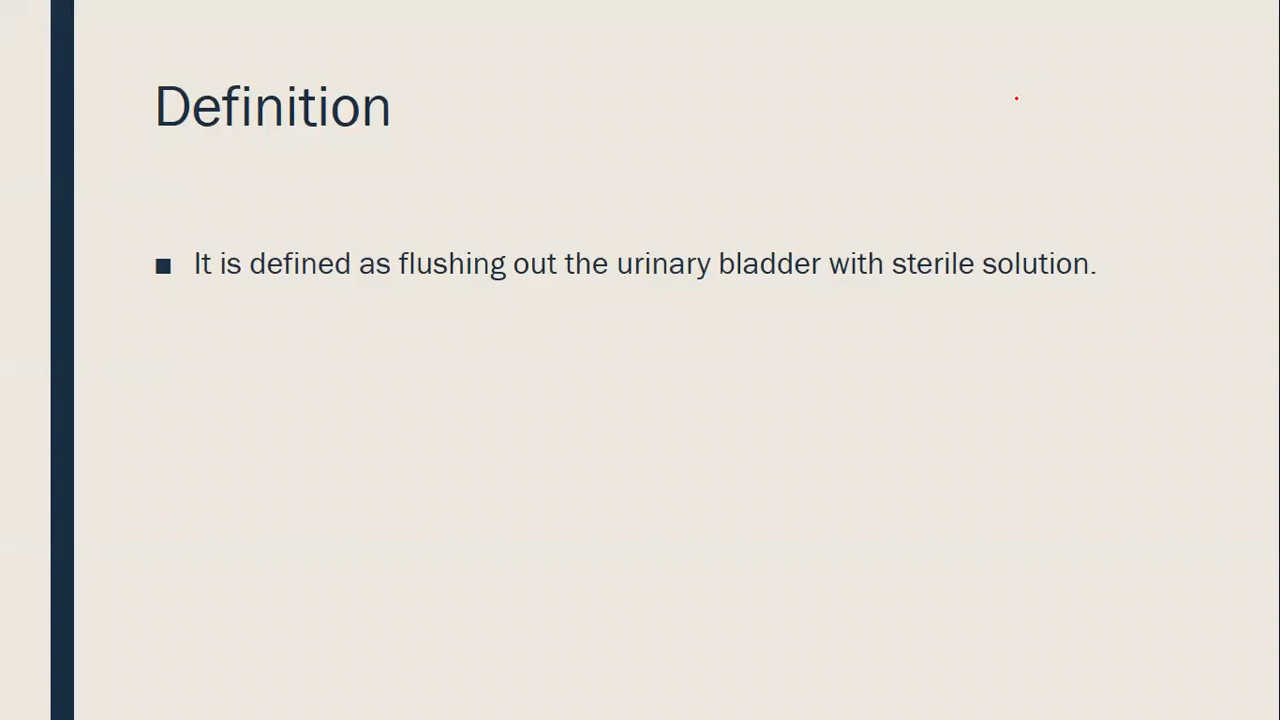 Definition
■ It is defined as flushing out the urinary bladder with sterile solution.